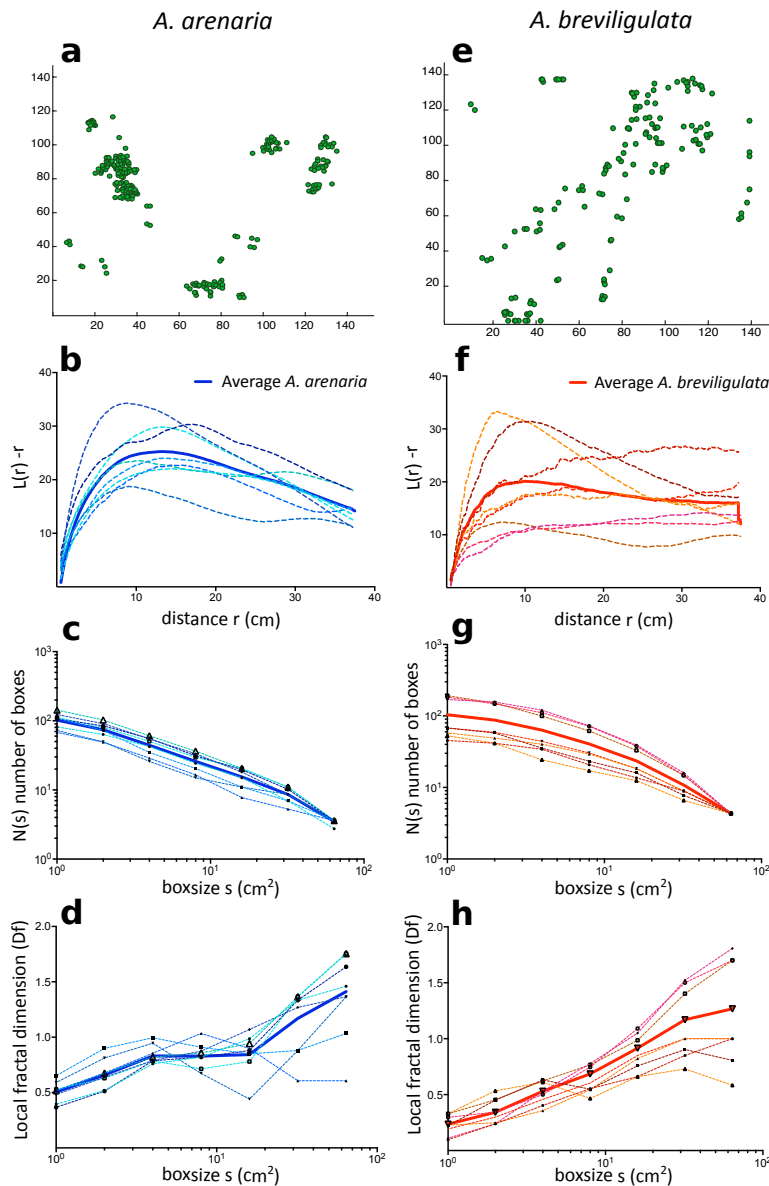 A. arenaria
A. breviligulata
a
140
120
100
80
60
40
20
20 40 60 80 100 120 140
e
140
120
100
80
60
40
20
20 40 60 80 100 120 140
b
Average A. arenaria
L(r) -r
40
30
20
10
10 20 30 40
distance r (cm)
f
Average A. breviligulata
L(r) -r
40
30
20
10
10 20 30 40
distance r (cm)
c
N(s) number of boxes
10³
10²
10¹
10⁰
10⁰ 10¹ 10²
boxsize s (cm²)
g
N(s) number of boxes
10³
10²
10¹
10⁰
10⁰ 10¹ 10²
boxsize s (cm²)
d
Local fractal dimension (Df)
2.0
1.5
1.0
0.5
10⁰ 10¹ 10²
boxsize s (cm²)
h
Local fractal dimension (Df)
2.0
1.5
1.0
0.5
10⁰ 10¹ 10²
boxsize s (cm²)